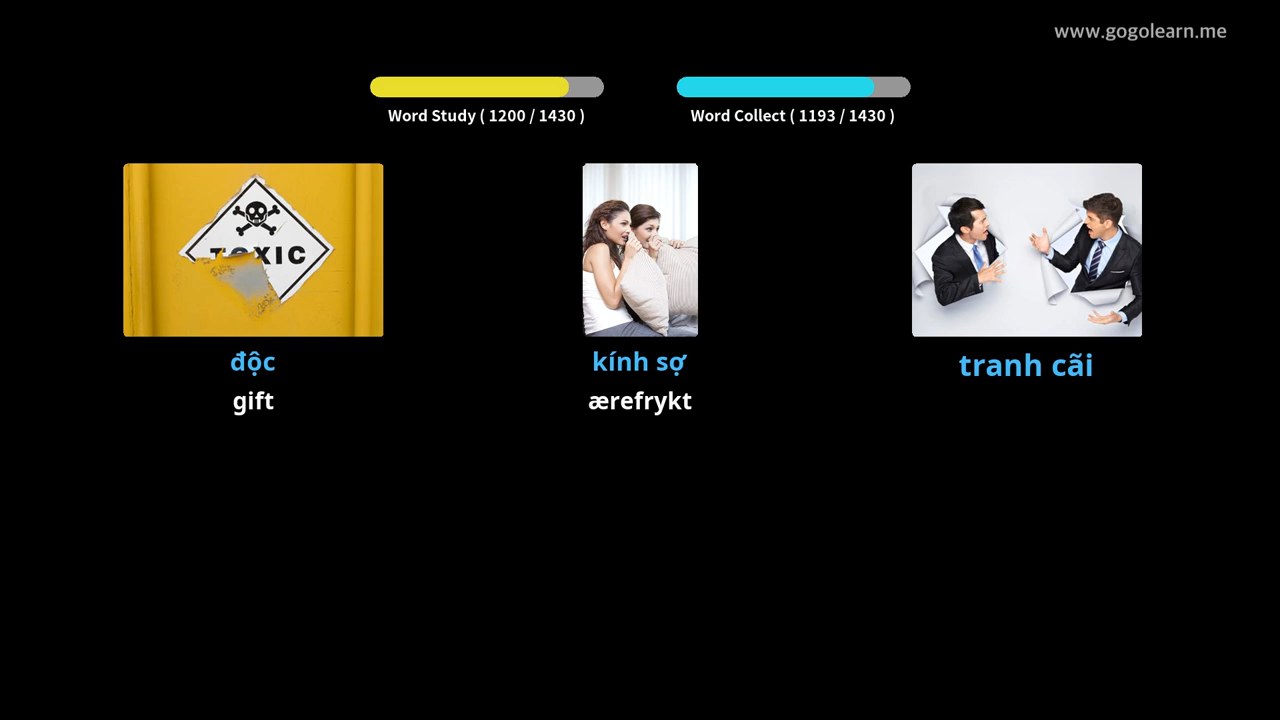 www.gogolearn.me
Word Study ( 1200 / 1430 )
Word Collect ( 1193 / 1430 )
TOXIC
độc
kính sợ
tranh cãi
gift
ærefrykt